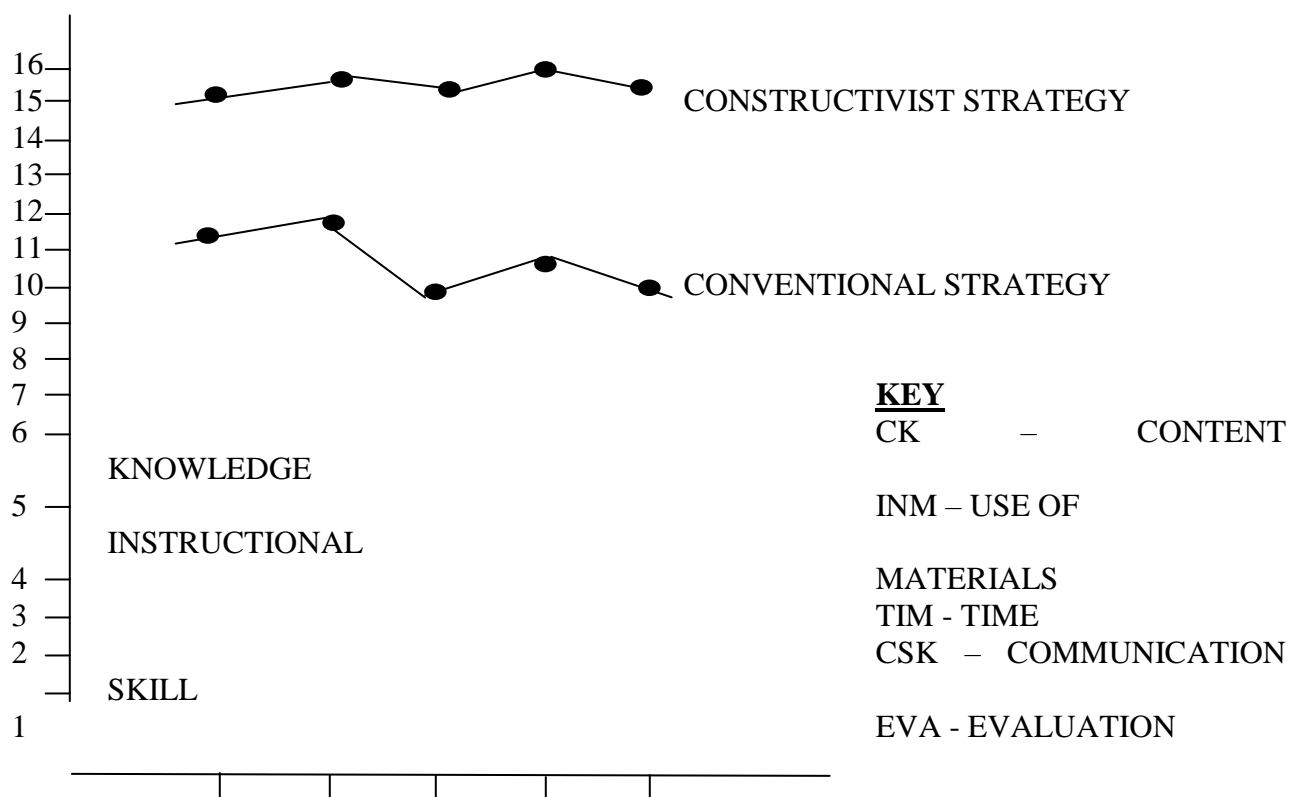 16
15
CONSTRUCTIVIST STRATEGY
14
13
12
11
10
CONVENTIONAL STRATEGY
9
8
7
KEY
6
CK – CONTENT
KNOWLEDGE
5
INM – USE OF
INSTRUCTIONAL
4
MATERIALS
3
TIM - TIME
2
CSK – COMMUNICATION
SKILL
1
EVA - EVALUATION